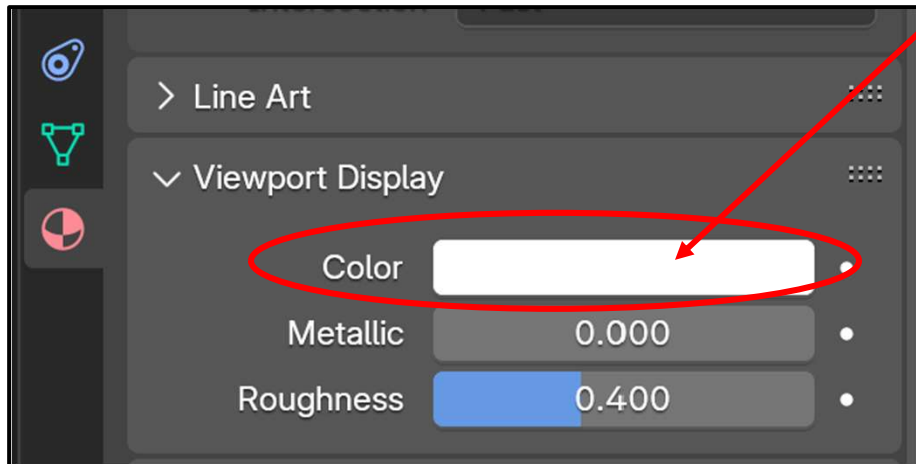 Line Art
Viewport Display
Color
Metallic 0.000
Roughness 0.400